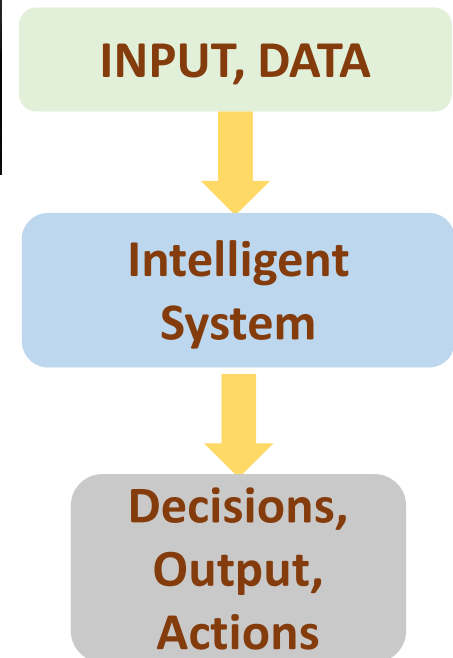 INPUT, DATA
Intelligent
System
Decisions,
Output,
Actions